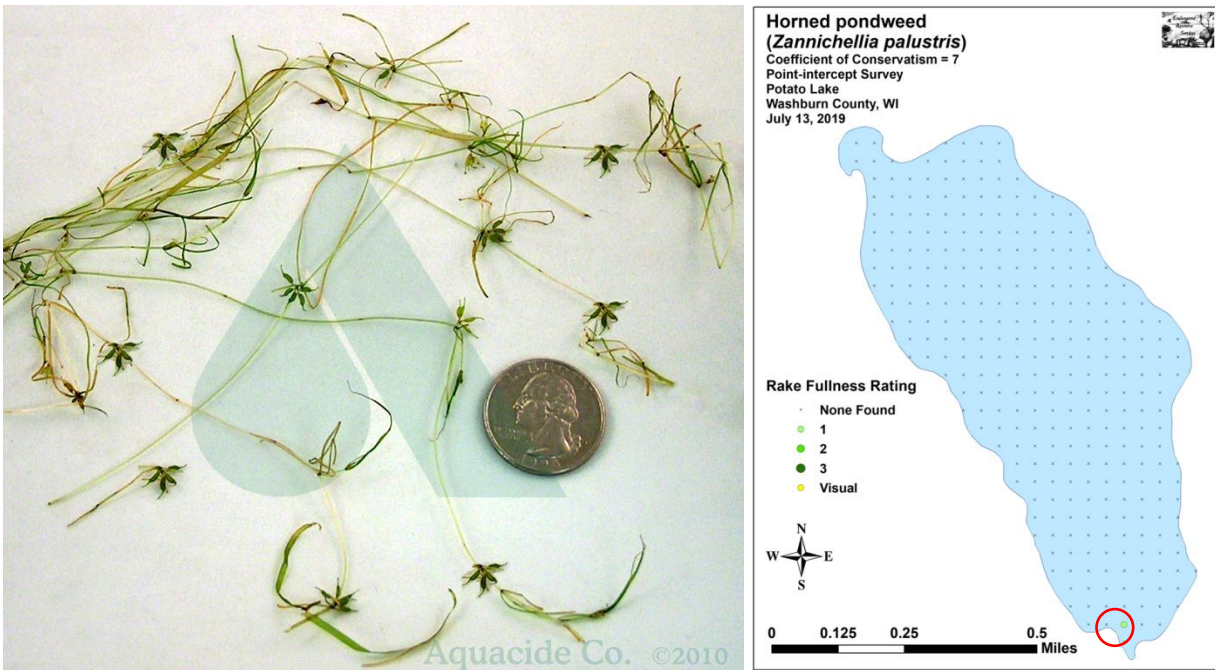 Aquacide Co. ©2010
Horned pondweed
(Zannichellia palustris)
Coefficient of Conservatism = 7
Point-intercept Survey
Potato Lake
Washburn County, WI
July 13, 2019
Rake Fullness Rating
None Found
1
2
3
Visual
N
W E
S
0 0.125 0.25 0.5
Miles